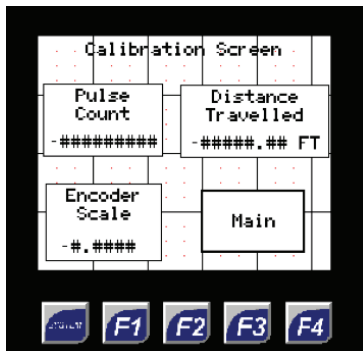 Calibration Screen
Pulse
Count
-#########
Distance
Travelled
-#####.## FT
Encoder
Scale
-#.####
Main
F1 F2 F3 F4